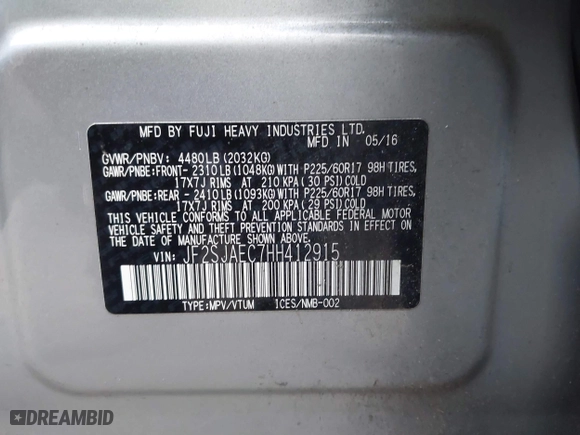 MFD BY FUJI HEAVY INDUSTRIES LTD.
MFD IN 05/16
GVWR/PNBV: 4480LB (2032KG)
GAWR/PNBE:FRONT- 2310LB (1048KG) WITH P225/60R17 98H TIRES,
17X7J RIMS AT 210 KPA (30 PSI) COLD
GAWR/PNBE:REAR - 2410LB (1093KG) WITH P225/60R17 98H TIRES,
17X7J RIMS AT 200 KPA (29 PSI) COLD
THIS VEHICLE CONFORMS TO ALL APPLICABLE FEDERAL MOTOR
VEHICLE SAFETY AND THEFT PREVENTION STANDARDS IN EFFECT ON
THE DATE OF MANUFACTURE SHOWN ABOVE.
VIN: JF2SJAEC7HH412915
TYPE:MPV/VTUM 1CES/NMB-002
DREAMBID